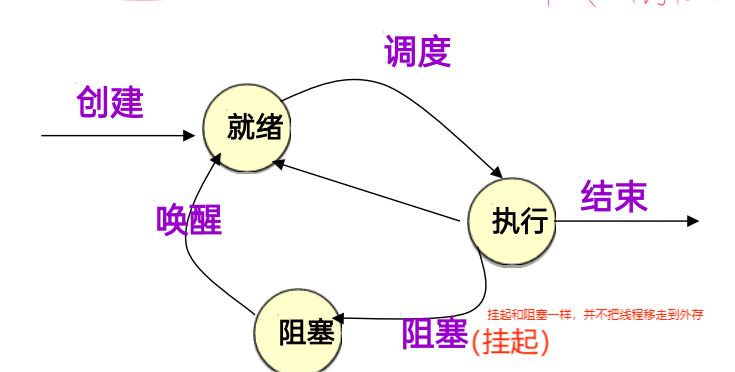 调度
创建
就绪
结束
唤醒
执行
挂起和阻塞一样，并不把线程移走到外存
阻塞
阻塞(挂起)